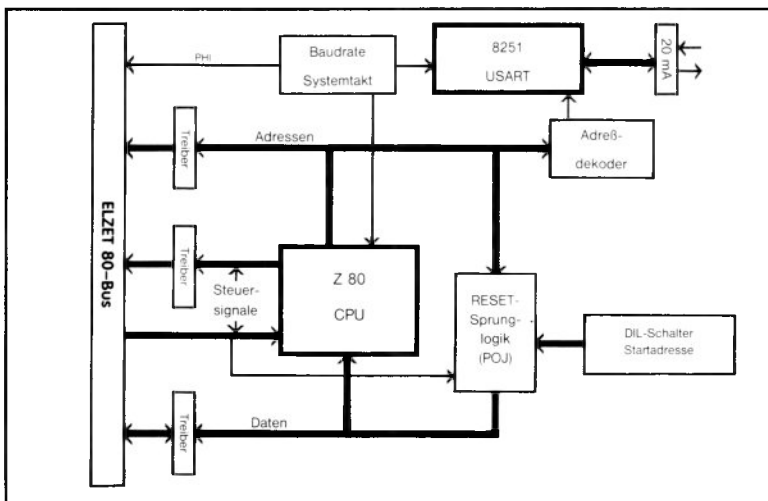 PHI
Baudrate
Systemtakt
8251
USART
20 mA
Treiber
Adressen
Adreß-
dekoder
ELZET 80-Bus
Treiber
Steuer-
signale
Z 80
CPU
RESET-
Sprung-
logik
(POJ)
DIL-Schalter
Startadresse
Treiber
Daten